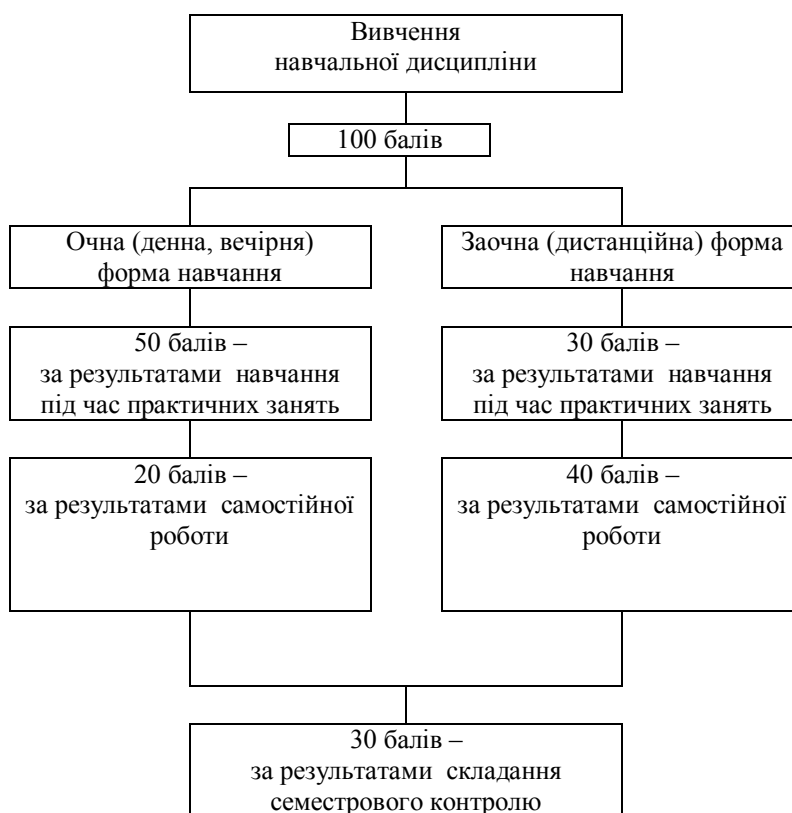 Вивчення
навчальної дисципліни
100 балів
Очна (денна, вечірня)
форма навчання
Заочна (дистанційна) форма
навчання
50 балів –
за результатами навчання
під час практичних занять
30 балів –
за результатами навчання
під час практичних занять
20 балів –
за результатами самостійної
роботи
40 балів –
за результатами самостійної
роботи
30 балів –
за результатами складання
семестрового контролю